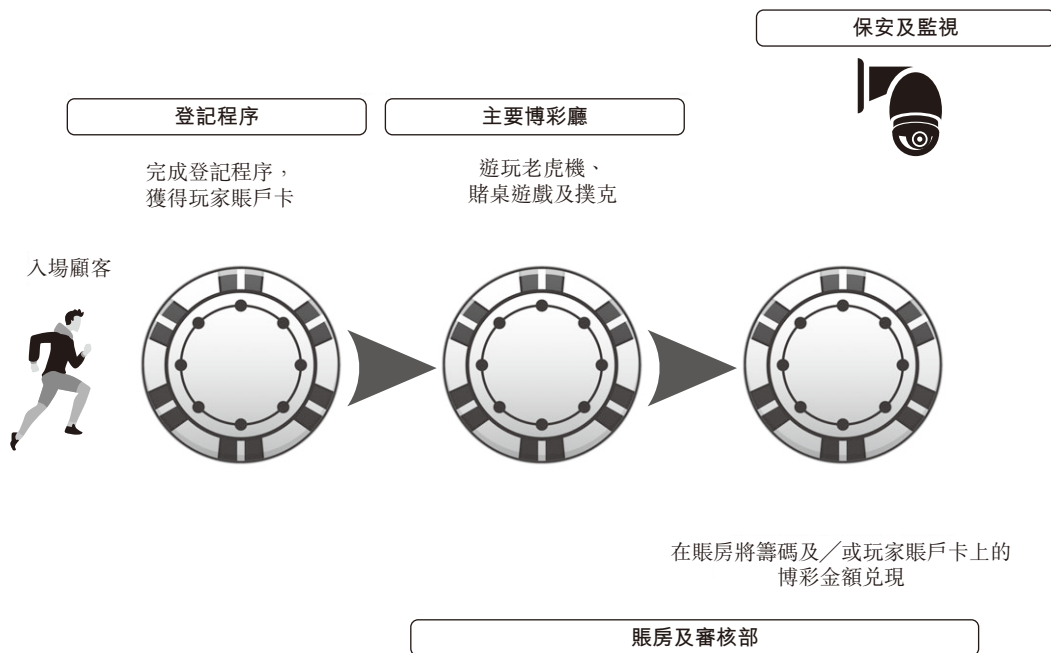 保安及監視
登記程序
主要博彩廳
完成登記程序，
獲得玩家賬戶卡
遊玩老虎機、
賭桌遊戲及撲克
入場顧客
在賬房將籌碼及／或玩家賬戶卡上的
博彩金額兌現
賬房及審核部